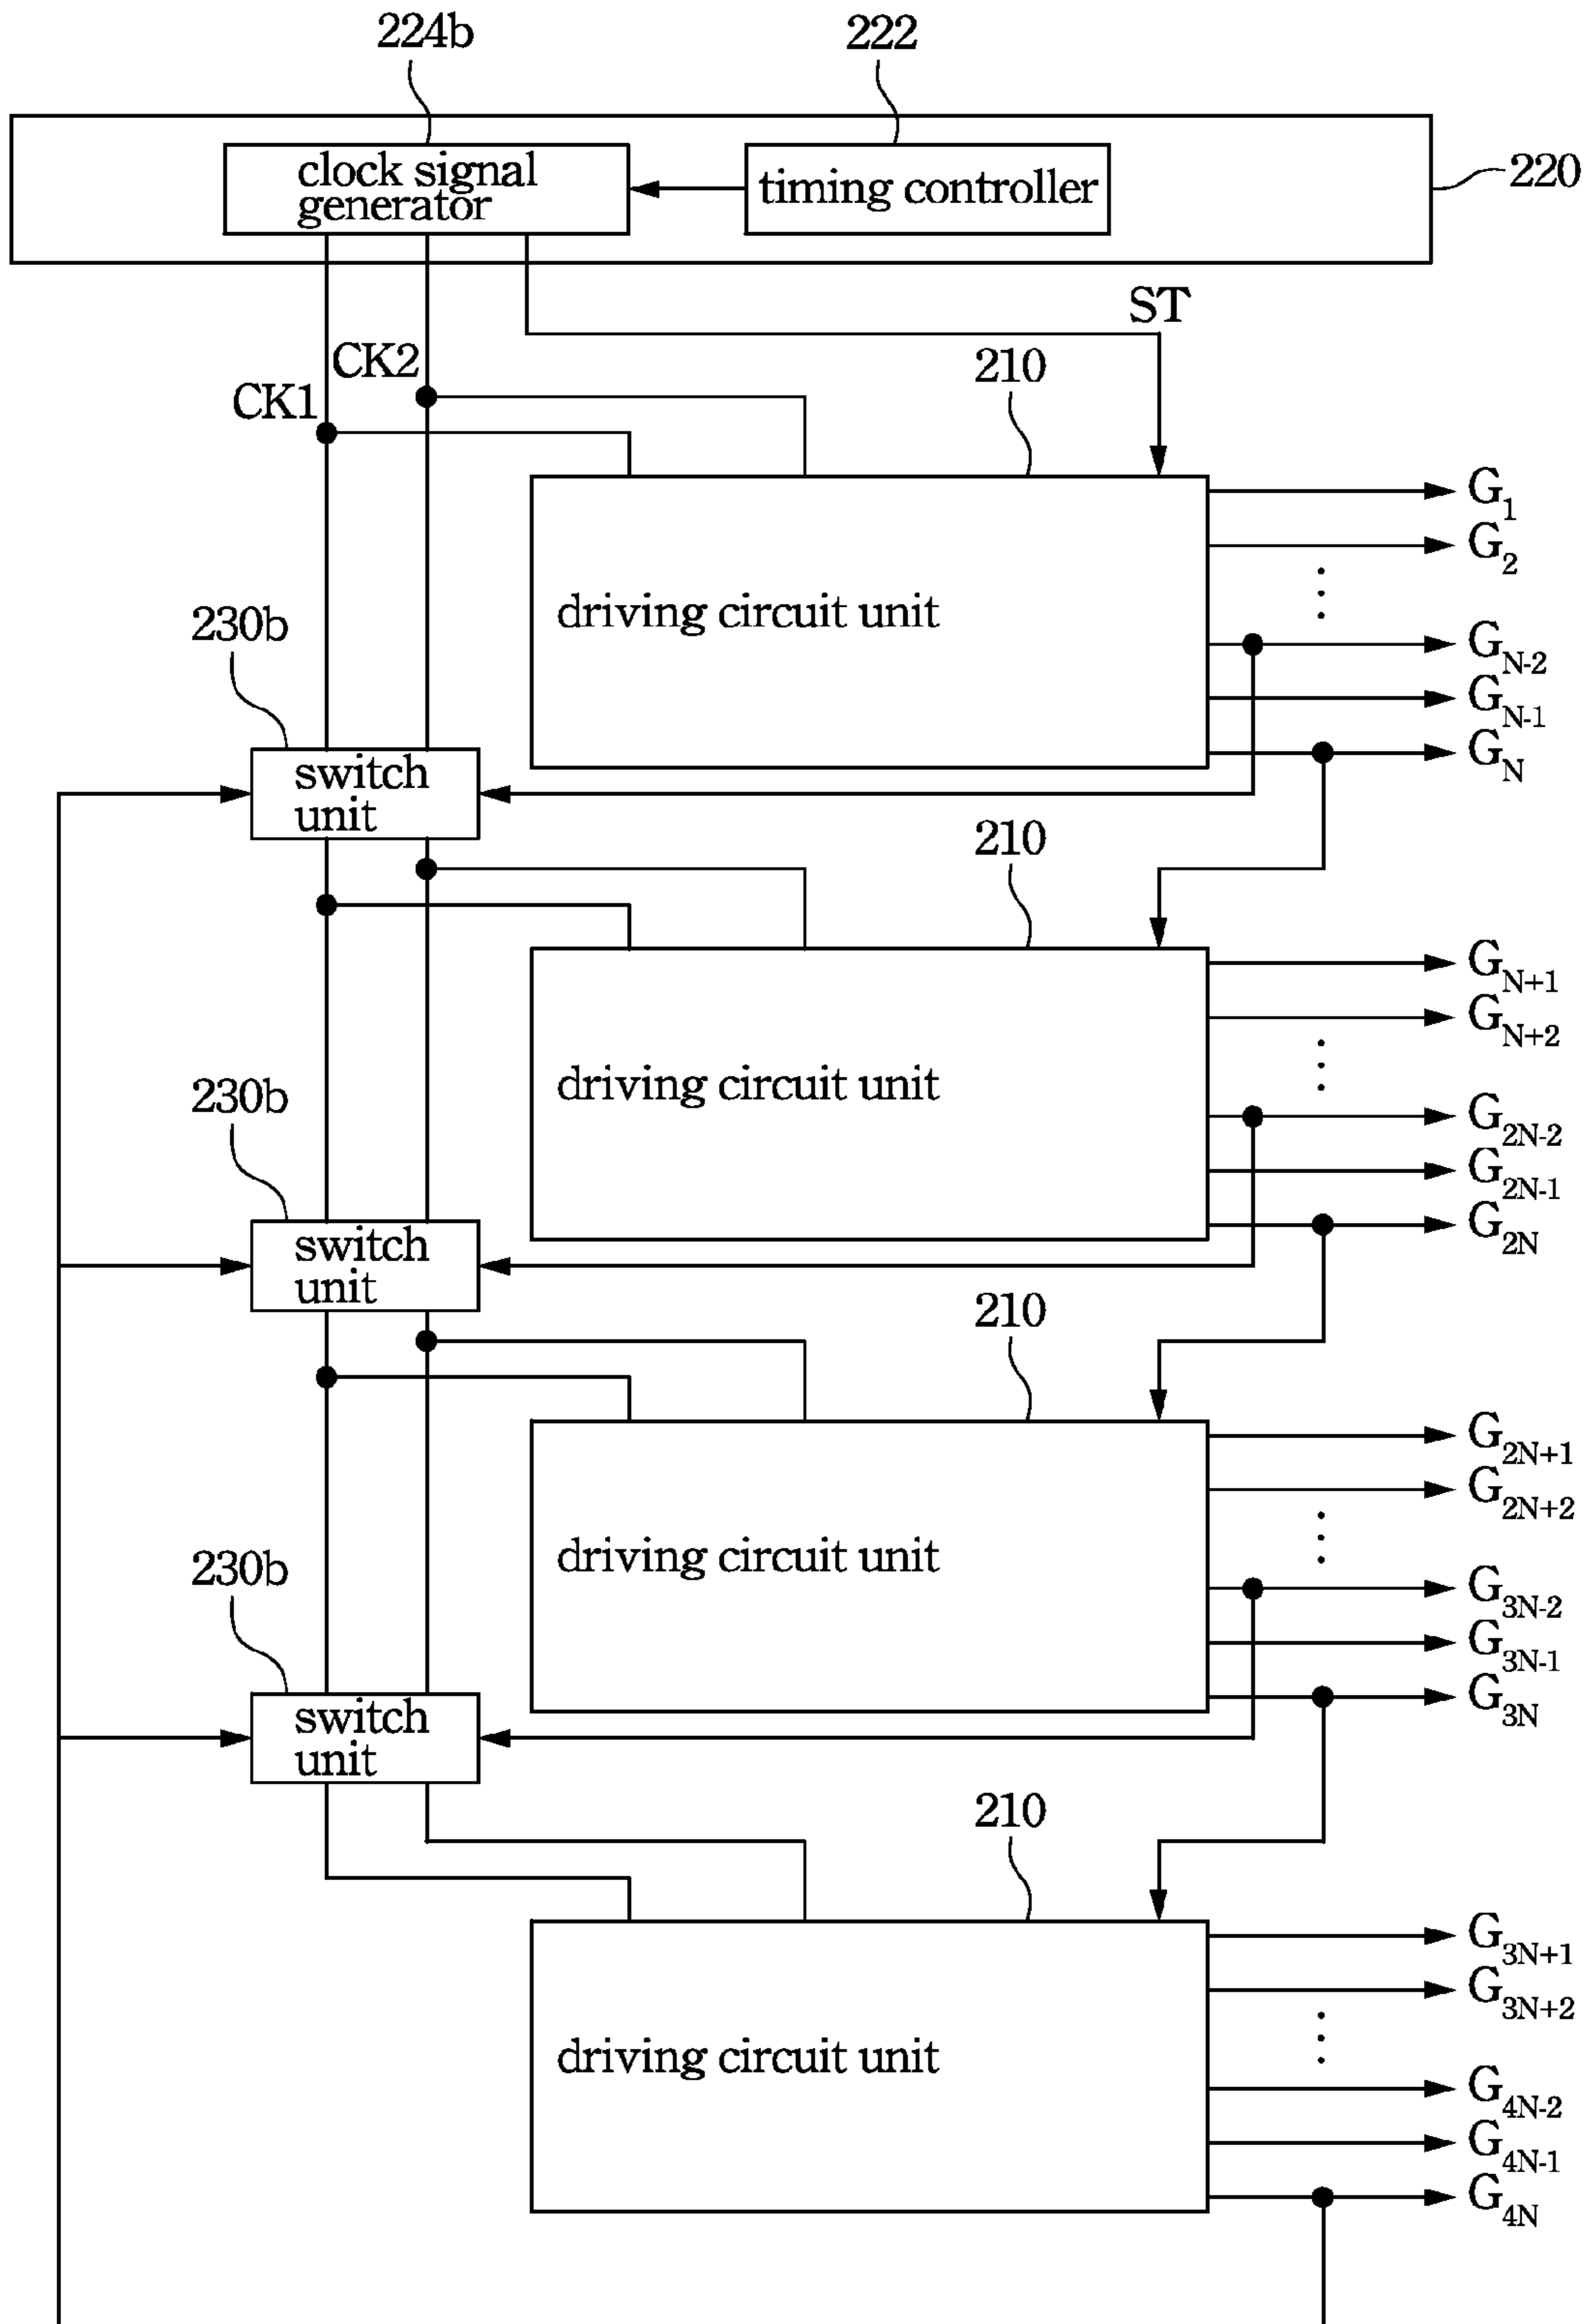 224b
222
clock signal
generator
timing controller
220
ST
CK2
CK1
210
G1
G2
driving circuit unit
230b
GN-2
GN-1
GN
switch
unit
210
GN+1
GN+2
driving circuit unit
230b
G2N-2
G2N-1
G2N
switch
unit
210
G2N+1
G2N+2
driving circuit unit
230b
G3N-2
G3N-1
G3N
switch
unit
210
G3N+1
G3N+2
driving circuit unit
G4N-2
G4N-1
G4N